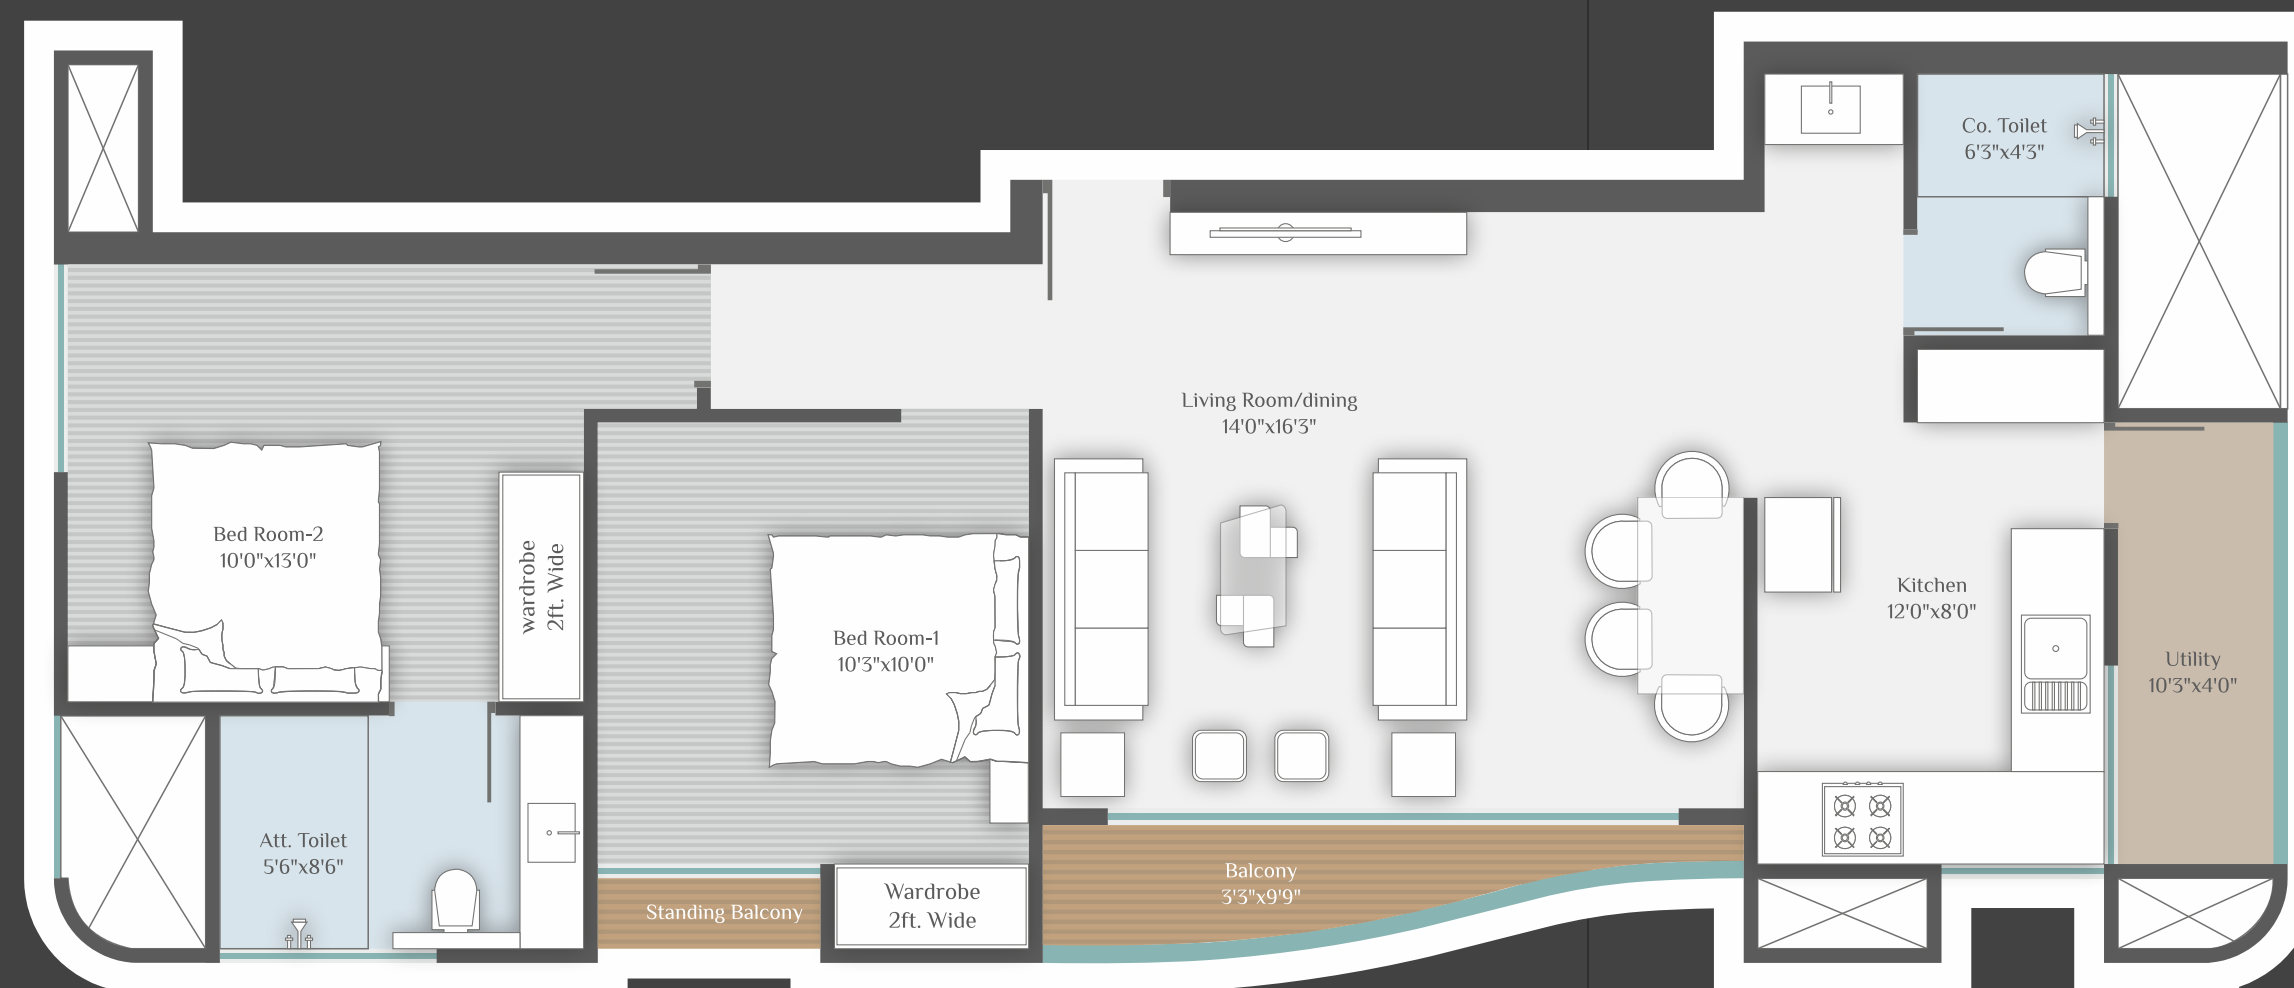 Co. Toilet
6'3"x4'3"
Living Room/dining
14'0"x16'3"
Bed Room-2
10'0"x13'0"
wardrobe
2ft. Wide
Bed Room-1
10'3"x10'0"
Kitchen
12'0"x8'0"
Utility
10'3"x4'0"
Att. Toilet
5'6"x8'6"
Standing Balcony
Wardrobe
2ft. Wide
Balcony
3'3"x9'9"